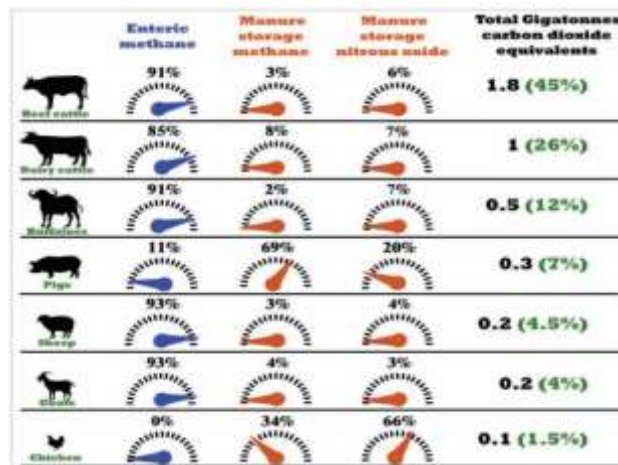 Enteric methane
Manure storage methane
Manure storage nitrous oxide
Total Gigatonnes carbon dioxide equivalents
91% 3% 6%
Beef cattle
1.8 (45%)
85% 8% 7%
Dairy cattle
1 (26%)
91% 2% 7%
Buffaloes
0.5 (12%)
11% 69% 20%
Pigs
0.3 (7%)
93% 3% 4%
Sheep
0.2 (4.5%)
93% 4% 3%
Goats
0.2 (4%)
0% 34% 66%
Chicken
0.1 (1.5%)